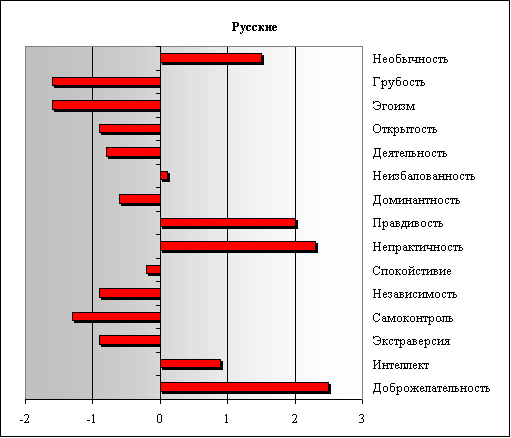 Русские
Необычность
Грубость
Эгоизм
Открытость
Деятельность
Неизбалованность
Доминантность
Правдивость
Непрактичность
Спокойстивие
Независимость
Самоконтроль
Экстраверсия
Интеллект
Доброжелательность
-2 -1 0 1 2 3